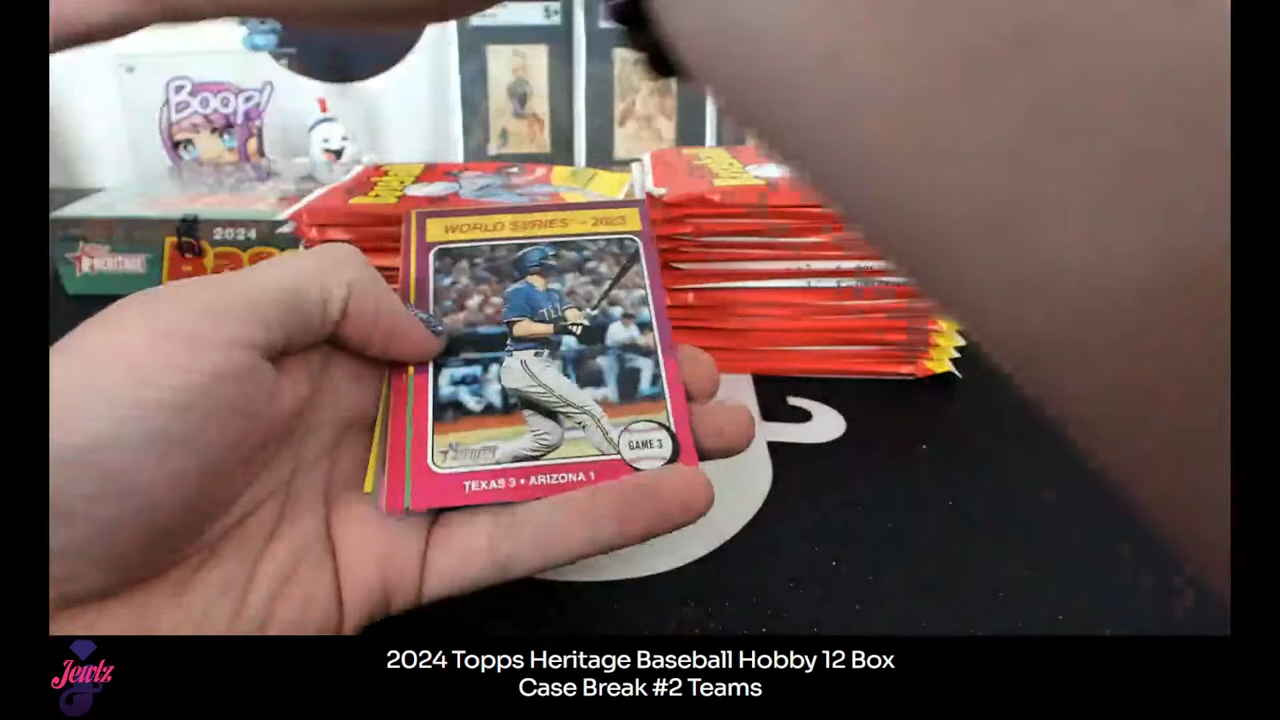 BOOP!
2024
HERITAGE
WORLD SERIES - 2023
TEX
GAME 3
TEXAS 3 • ARIZONA 1
Jewlz
2024 Topps Heritage Baseball Hobby 12 Box
Case Break #2 Teams